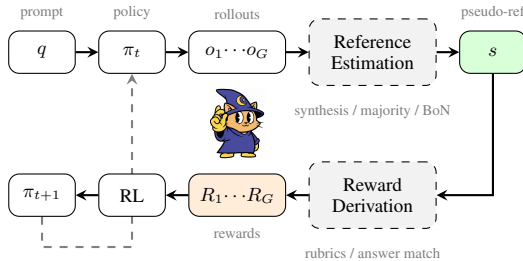 prompt policy rollouts pseudo-ref
q π_t o_1⋯o_G Reference Estimation s
synthesis / majority / BoN
π_{t+1} RL R_1⋯R_G Reward Derivation
rewards
rubrics / answer match